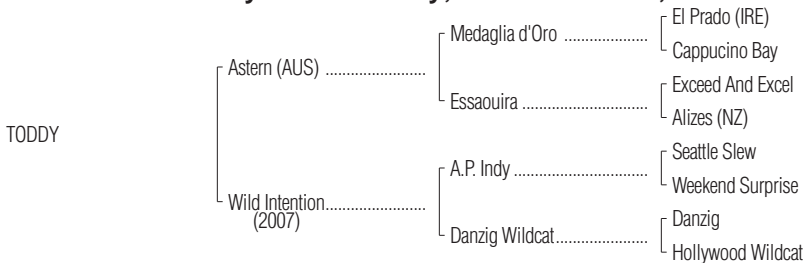 El Prado (IRE)
Medaglia d'Oro ....................
Cappucino Bay
Astern (AUS) ........................
Exceed And Excel
Essaouira ..............................
Alizes (NZ)
TODDY
Seattle Slew
A.P. Indy ................................
Weekend Surprise
Wild Intention........................
(2007)
Danzig
Danzig Wildcat......................
Hollywood Wildcat